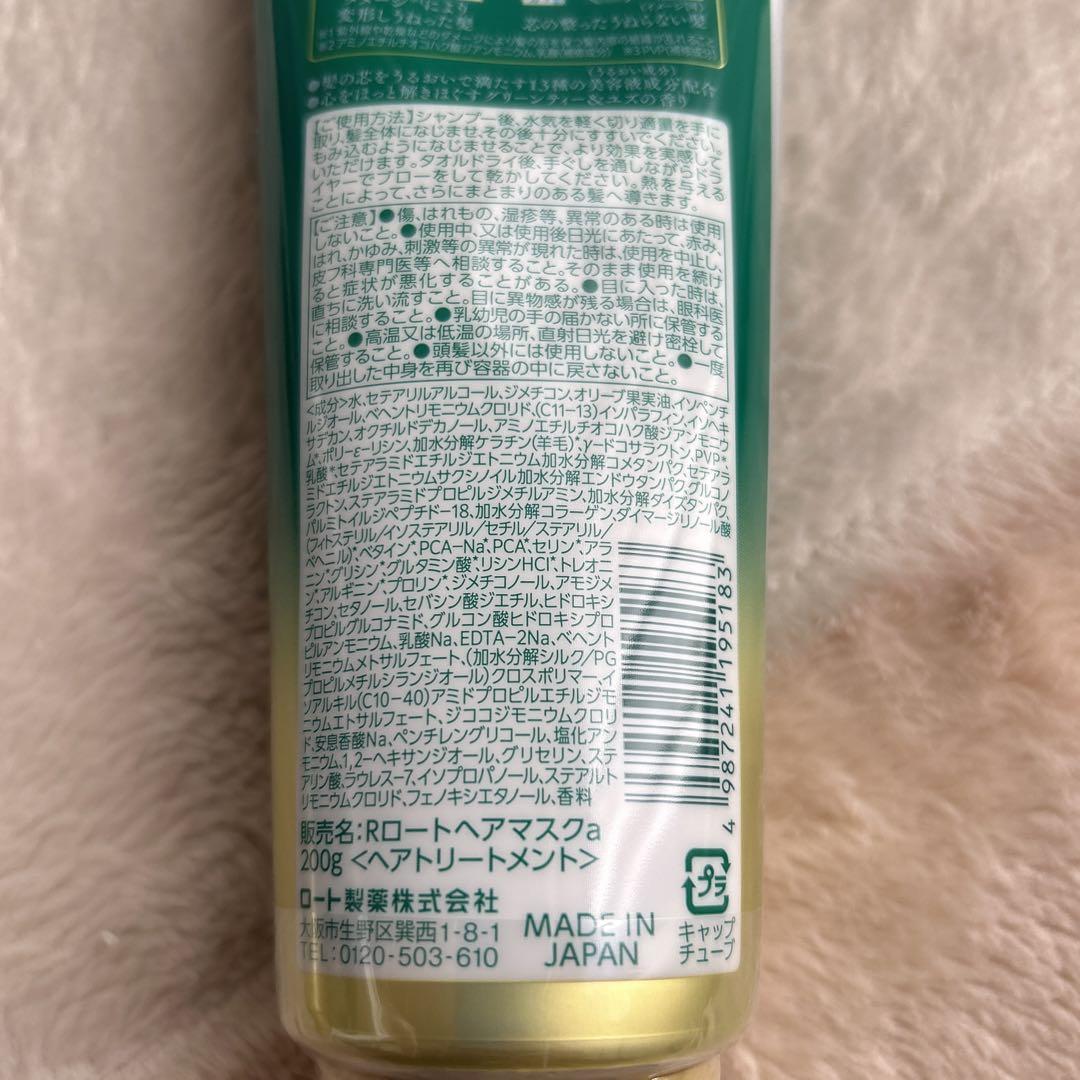 変形しうねった髪
芯の整ったうねらない髪
(うるおい成分)
●髪の芯をうるおいで満たす13種の美容液成分配合
●心をほっと解きほぐすグリーンティー＆ユズの香り
【ご使用方法】シャンプー後、水気を軽く切り適量を手に
取り、髪全体になじませ、その後十分にすすいでください。
もみ込むようになじませることで、より効果を実感して
いただけます。タオルドライ後、手ぐしを通しながらドラ
イヤーでブローをして乾かしてください。熱を与える
ことによって、さらにまとまりのある髪へ導きます。
【ご注意】●傷、はれもの、湿疹等、異常のある時は使用
しないこと。●使用中、又は使用後日光にあたって、赤み、
はれ、かゆみ、刺激等の異常が現れた時は、使用を中止し、
皮フ科専門医等へ相談すること。そのまま使用を続け
ると症状が悪化することがある。●目に入った時は、
直ちに洗い流すこと。目に異物感が残る場合は、眼科医
に相談すること。●乳幼児の手の届かない所に保管する
こと。●高温又は低温の場所、直射日光を避け密栓して
保管すること。●頭髪以外には使用しないこと。●一度
取り出した中身を再び容器の中に戻さないこと。
<成分>水、セテアリルアルコール、ジメチコン、オリーブ果実油、イソペンチ
ルジオール、ベヘントリモニウムクロリド、(C11-13)イソパラフィン、イソヘキ
サデカン、オクチルドデカノール、アミノエチルチオコハク酸ジアンモニウ
ム*、ポリ-ε-リシン、加水分解ケラチン(羊毛)*、γ-ドコサラクトン、PVP*、
乳酸*、セテアラミドエチルジエトニウム加水分解コメタンパク、セテアラ
ミドエチルジエトニウムサクシノイル加水分解エンドウタンパク、グルコノ
ラクトン、ステアラミドプロピルジメチルアミン、加水分解ダイズタンパク、
パルミトイルジペプチド-18、加水分解コラーゲン、ダイマージリノール酸
(フィトステリル/イソステアリル/セチル/ステアリル/
ベヘニル)*、ベタイン*、PCA-Na*、PCA*、セリン*、アラ
ニン*、グリシン*、グルタミン酸*、リシンHCl*、トレオニ
ン*、アルギニン*、プロリン*、ジメチコノール、アモジメ
チコン、セタノール、セバシン酸ジエチル、ヒドロキシ
プロピルグルコナミド、グルコン酸ヒドロキシプロ
ピルアンモニウム、乳酸Na、EDTA-2Na、ベヘント
リモニウムメトサルフェート、(加水分解シルク/PG
プロピルメチルシランジオール)クロスポリマー、イ
ソアルキル(C10-40)アミドプロピルエチルジモ
ニウムエトサルフェート、ジココジモニウムクロリ
ド、安息香酸Na、ペンチレングリコール、塩化アン
モニウム、1,2-ヘキサンジオール、グリセリン、ステ
アリン酸、ラウレス-7、イソプロパノール、ステアルト
リモニウムクロリド、フェノキシエタノール、香料
4 987241 195183
販売名：Rロートヘアマスクa
200g <ヘアトリートメント>
ロート製薬株式会社
大阪市生野区巽西1-8-1
TEL：0120-503-610
MADE IN
JAPAN
プラ
キャップ
チューブ